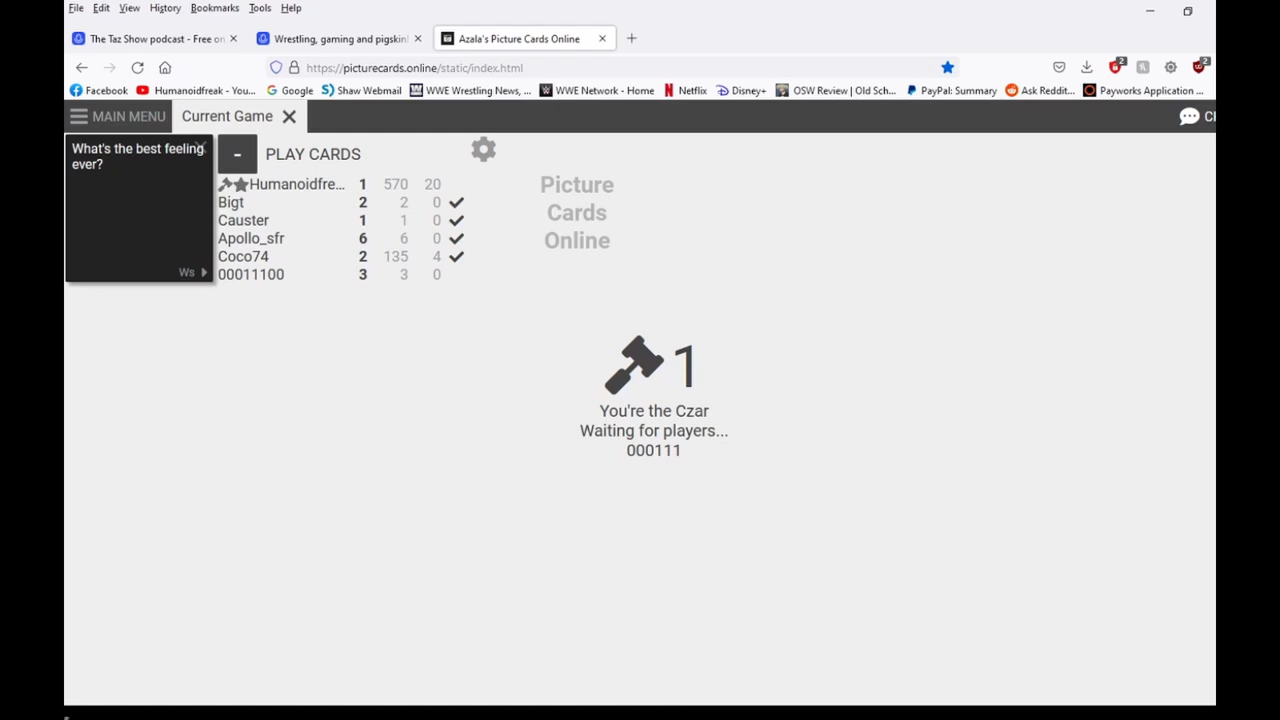 File Edit View History Bookmarks Tools Help
The Taz Show podcast - Free on
Wrestling, gaming and pigskin!
Azala's Picture Cards Online
https://picturecards.online/static/index.html
2
2
Facebook Humanoidfreak - You... Google Shaw Webmail WWE Wrestling News, ... WWE Network - Home Netflix Disney+ OSW Review | Old Sch... PayPal: Summary Ask Reddit... Payworks Application ...
MAIN MENU Current Game
What's the best feeling
ever?
Ws
- PLAY CARDS
Humanoidfre... 1 570 20
Bigt 2 2 0
Causter 1 1 0
Apollo_sfr 6 6 0
Coco74 2 135 4
00011100 3 3 0
Picture
Cards
Online
1
You're the Czar
Waiting for players...
000111